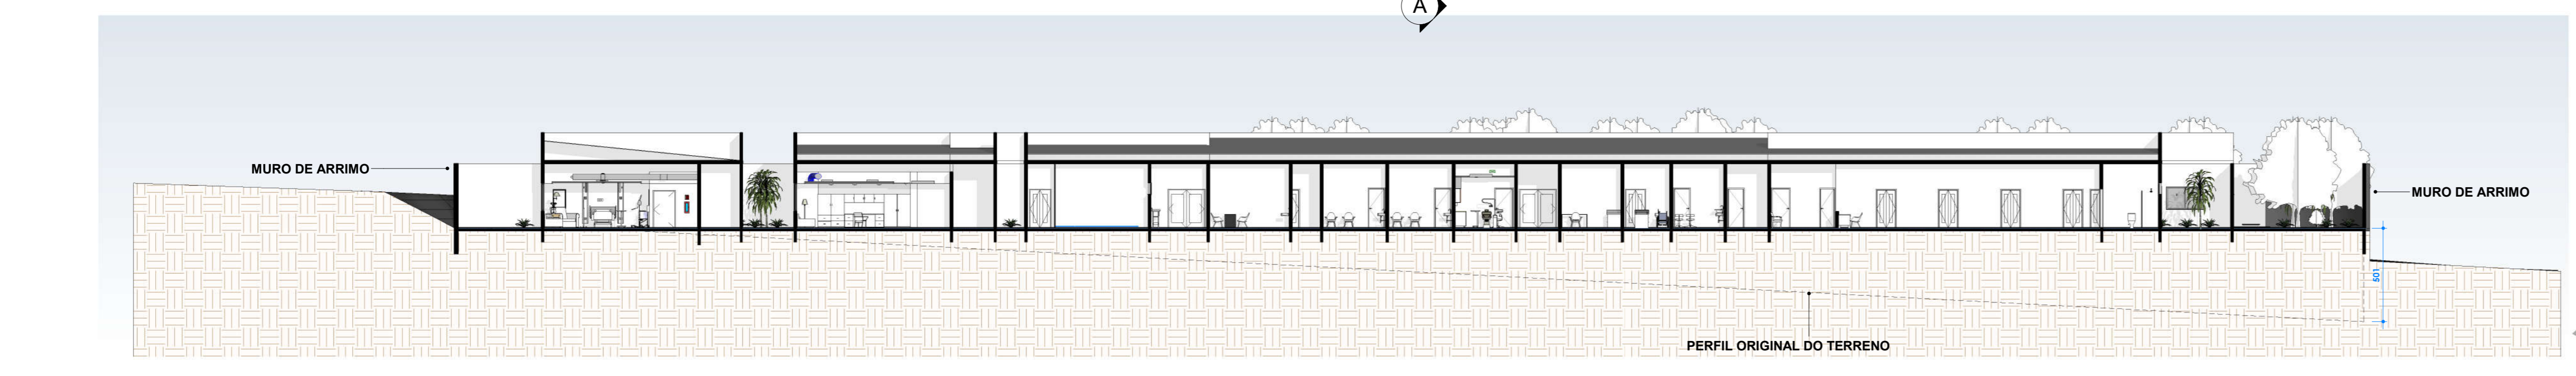 A
MURO DE ARRIMO
MURO DE ARRIMO
501
PERFIL ORIGINAL DO TERRENO